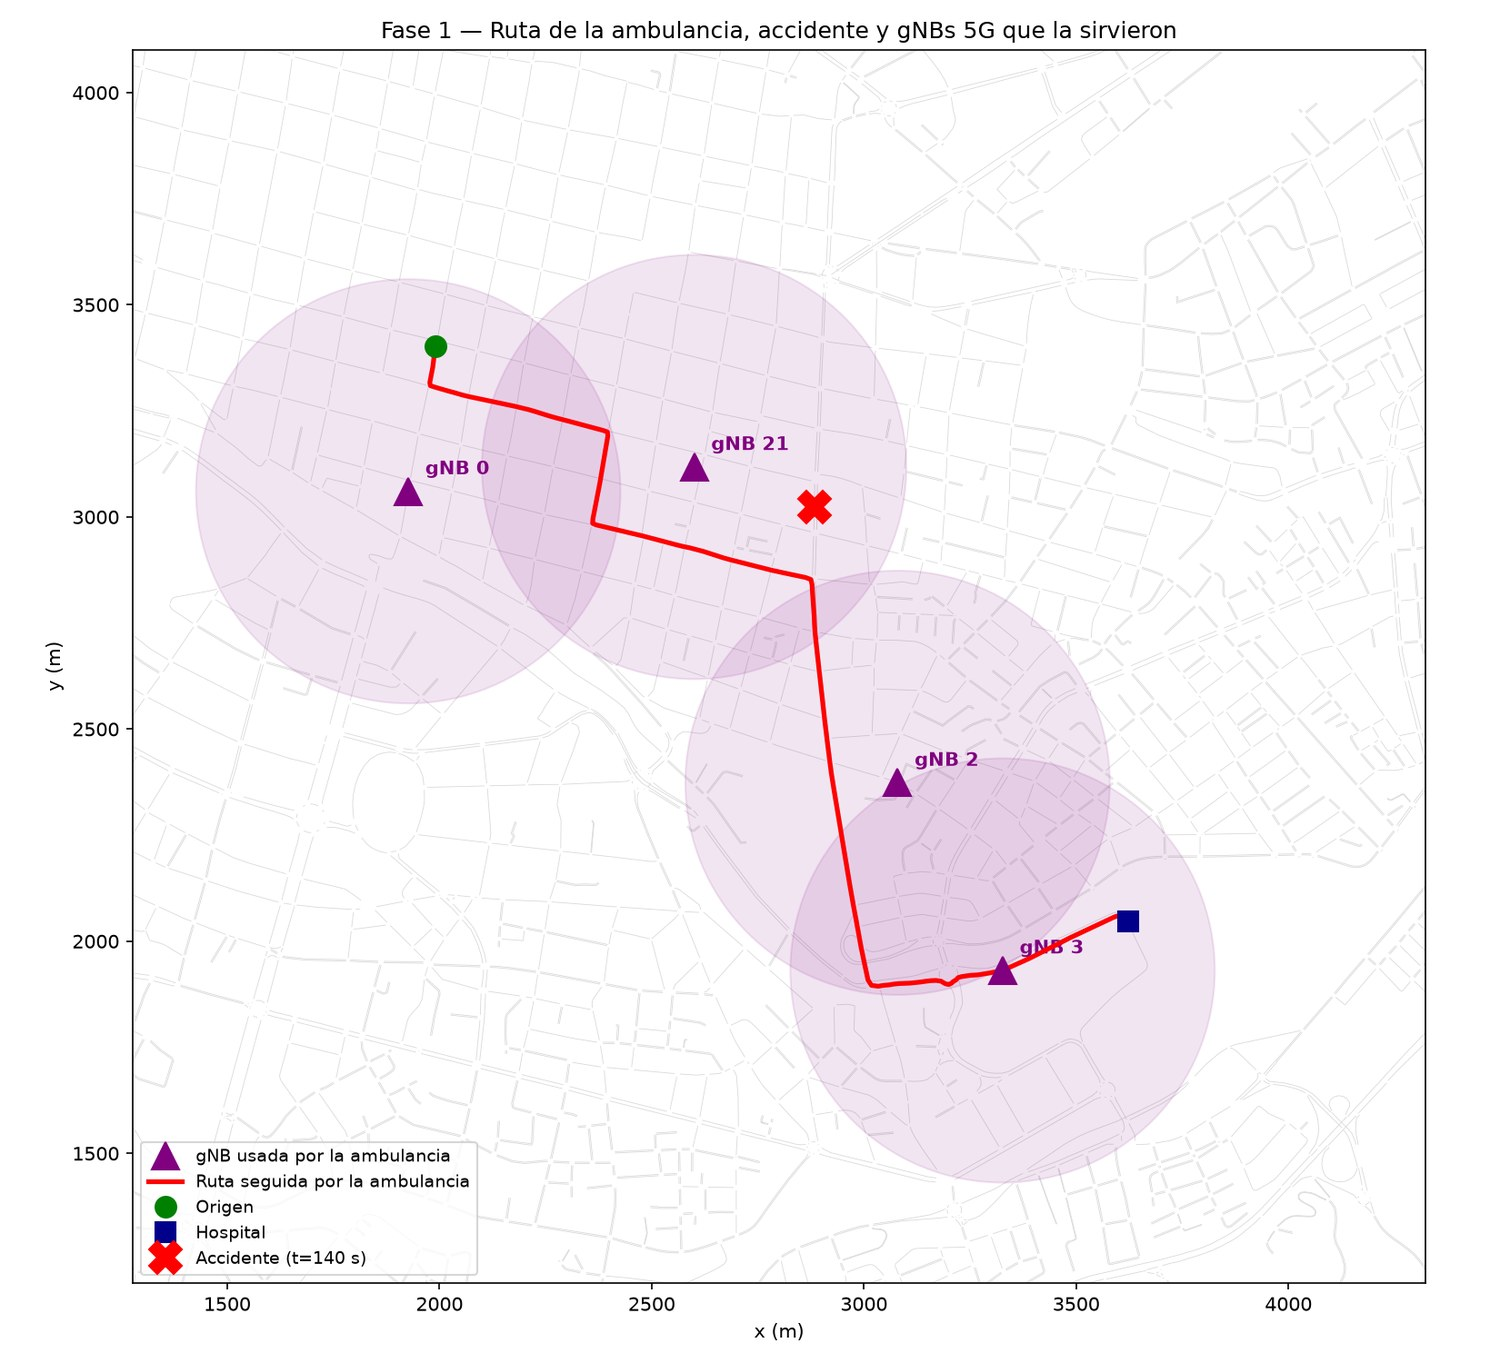 Fase 1 — Ruta de la ambulancia, accidente y gNBs 5G que la sirvieron
4000
3500
3000
2500
2000
1500
y (m)
gNB 21
gNB 0
gNB 2
gNB 3
gNB usada por la ambulancia
Ruta seguida por la ambulancia
Origen
Hospital
Accidente (t=140 s)
1500 2000 2500 3000 3500 4000
x (m)